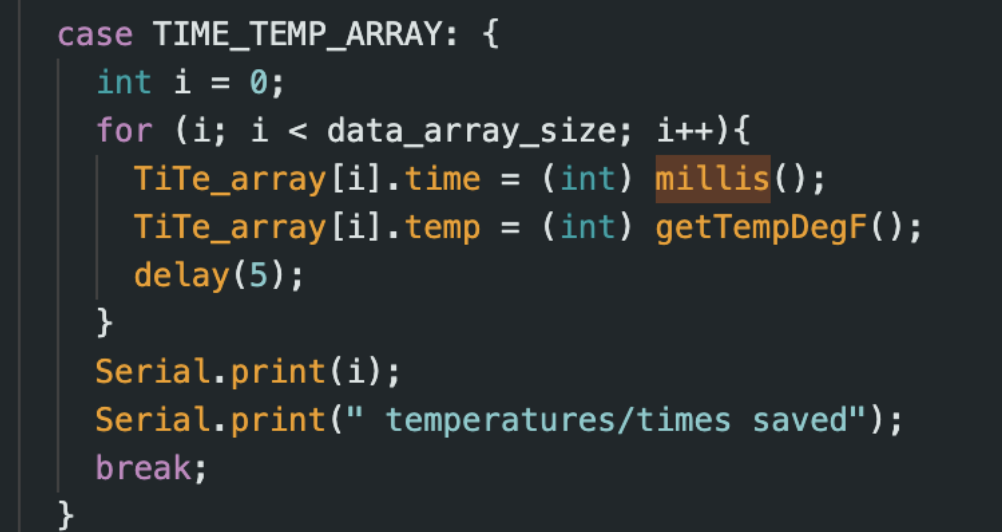 case TIME_TEMP_ARRAY: {
int i = 0;
for (i; i < data_array_size; i++){
TiTe_array[i].time = (int) millis();
TiTe_array[i].temp = (int) getTempDegF();
delay(5);
}
Serial.print(i);
Serial.print(" temperatures/times saved");
break;
}